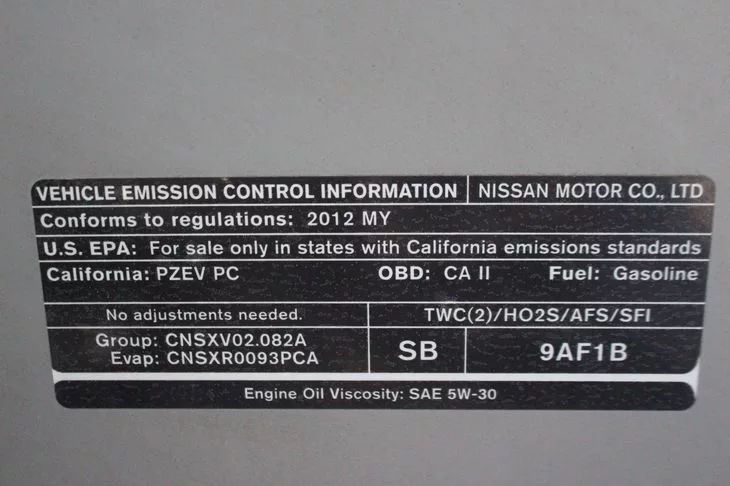 VEHICLE EMISSION CONTROL INFORMATION NISSAN MOTOR CO., LTD
Conforms to regulations: 2012 MY
U.S. EPA: For sale only in states with California emissions standards
California: PZEV PC OBD: CA II Fuel: Gasoline
No adjustments needed. TWC(2)/HO2S/AFS/SFI
Group: CNSXV02.082A
Evap: CNSXR0093PCA
SB 9AF1B
Engine Oil Viscosity: SAE 5W-30